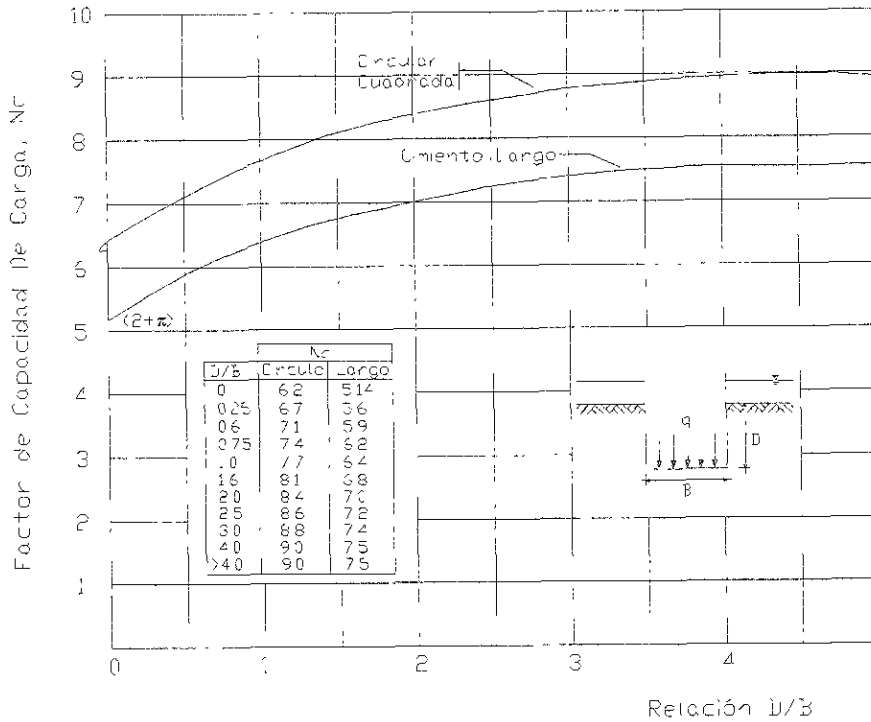 10
9
8
7
6
5
4
3
2
1
Factor de Capacidad De Carga, Nc
Circular
Cuadrada
Cimiento Largo
(2+π)
Nc
D/B Circulo Largo
0 62 514
025 67 56
06 71 59
075 74 62
.0 77 64
16 81 68
20 84 70
25 86 72
30 88 74
40 90 75
>40 90 75
q
D
B
0 1 2 3 4
Relación D/B